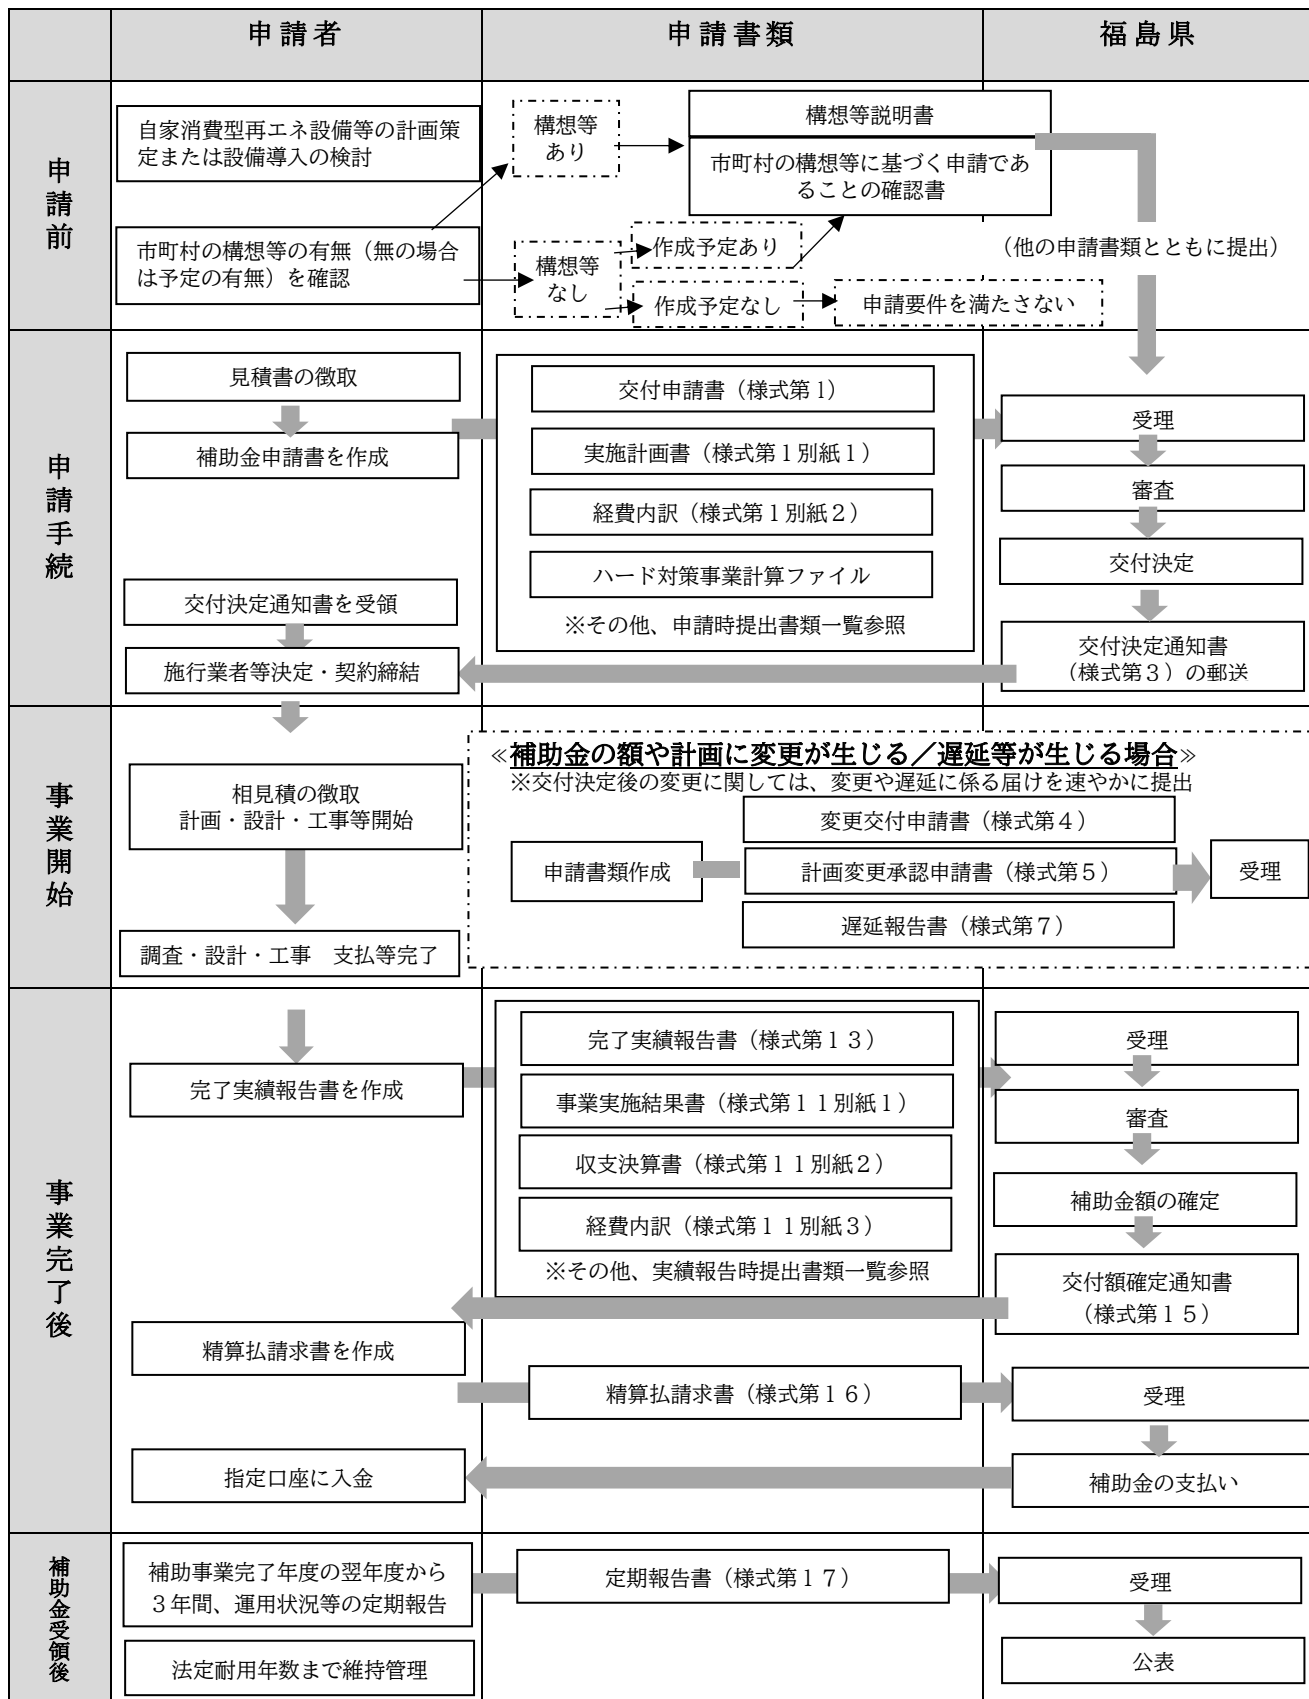 申請者
申請書類
福島県
申請前
自家消費型再エネ設備等の計画策
定または設備導入の検討
構想等
あり
構想等説明書
市町村の構想等に基づく申請であ
ることの確認書
市町村の構想等の有無（無の場合
は予定の有無）を確認
構想等
なし
作成予定あり
（他の申請書類とともに提出）
作成予定なし
申請要件を満たさない
申請手続
見積書の徴取
補助金申請書を作成
交付決定通知書を受領
施行業者等決定・契約締結
交付申請書（様式第１）
実施計画書（様式第１別紙１）
経費内訳（様式第１別紙２）
ハード対策事業計算ファイル
※その他、申請時提出書類一覧参照
受理
審査
交付決定
交付決定通知書
（様式第３）の郵送
事業開始
相見積の徴取
計画・設計・工事等開始
調査・設計・工事　支払等完了
≪補助金の額や計画に変更が生じる／遅延等が生じる場合≫
※交付決定後の変更に関しては、変更や遅延に係る届けを速やかに提出
変更交付申請書（様式第４）
申請書類作成
計画変更承認申請書（様式第５）
受理
遅延報告書（様式第７）
事業完了後
完了実績報告書を作成
完了実績報告書（様式第１３）
事業実施結果書（様式第１１別紙１）
収支決算書（様式第１１別紙２）
経費内訳（様式第１１別紙３）
※その他、実績報告時提出書類一覧参照
受理
審査
補助金額の確定
交付額確定通知書
（様式第１５）
精算払請求書を作成
精算払請求書（様式第１６）
受理
指定口座に入金
補助金の支払い
補助金受領後
補助事業完了年度の翌年度から
３年間、運用状況等の定期報告
定期報告書（様式第１７）
受理
法定耐用年数まで維持管理
公表